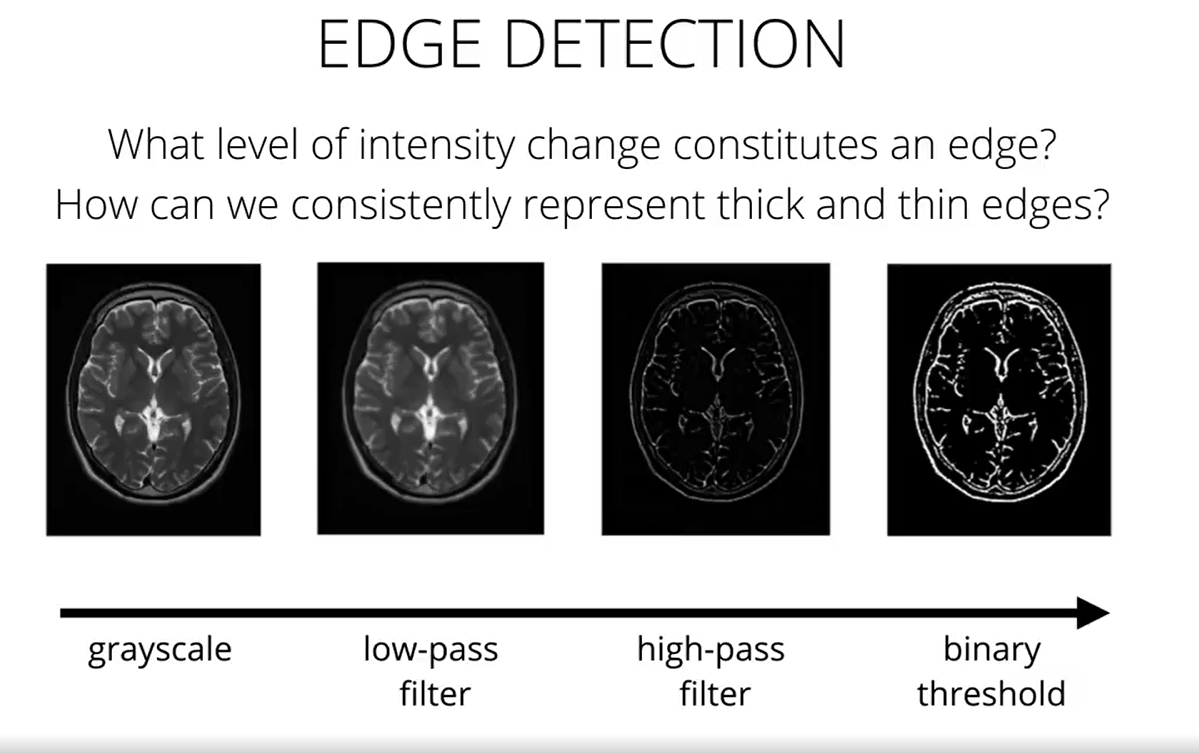 EDGE DETECTION
What level of intensity change constitutes an edge?
How can we consistently represent thick and thin edges?
grayscale
low-pass
filter
high-pass
filter
binary
threshold